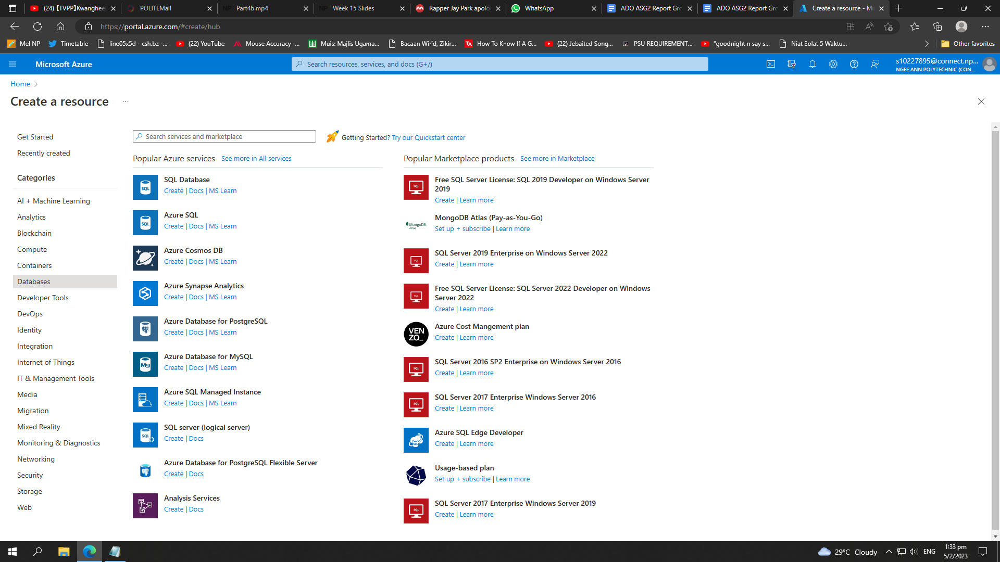 (24) [TVPP]Kwanghee
POLITEMall
NP Part4b.mp4
NP Week 15 Slides
Rapper Jay Park apolog
WhatsApp
ADO ASG2 Report Gro
ADO ASG2 Report Gro
Create a resource - Mi
https://portal.azure.com/#create/hub
Mel NP
Timetable
line05x5d - csh.bz -...
(22) YouTube
Mouse Accuracy -...
Muis: Majlis Ugama...
Bacaan Wirid, Zikir...
TA How To Know If A G...
(22) Jebaited Song...
PSU REQUIREMENT...
"goodnight n say s...
Niat Solat 5 Waktu...
Other favorites
Microsoft Azure
Search resources, services, and docs (G+/)
s10227895@connect.np...
NGEE ANN POLYTECHNIC (CON...
Home
Create a resource
Get Started
Recently created
Categories
AI + Machine Learning
Analytics
Blockchain
Compute
Containers
Databases
Developer Tools
DevOps
Identity
Integration
Internet of Things
IT & Management Tools
Media
Migration
Mixed Reality
Monitoring & Diagnostics
Networking
Security
Storage
Web
Search services and marketplace
Getting Started? Try our Quickstart center
Popular Azure services See more in All services
SQL
SQL Database
Create | Docs | MS Learn
SQL
Azure SQL
Create | Docs | MS Learn
Azure Cosmos DB
Create | Docs | MS Learn
Azure Synapse Analytics
Create | Docs | MS Learn
Azure Database for PostgreSQL
Create | Docs | MS Learn
My
Azure Database for MySQL
Create | Docs | MS Learn
Azure SQL Managed Instance
Create | Docs | MS Learn
SQL
SQL server (logical server)
Create | Docs
Azure Database for PostgreSQL Flexible Server
Create | Docs
Analysis Services
Create | Docs
Popular Marketplace products See more in Marketplace
SQL
Free SQL Server License: SQL 2019 Developer on Windows Server
2019
Create | Learn more
MongoDB.
Atlas
MongoDB Atlas (Pay-as-You-Go)
Set up + subscribe | Learn more
SQL
SQL Server 2019 Enterprise on Windows Server 2022
Create | Learn more
SQL
Free SQL Server License: SQL Server 2022 Developer on Windows
Server 2022
Create | Learn more
VEN
ZO_
Azure Cost Mangement plan
Create | Learn more
SQL
SQL Server 2016 SP2 Enterprise on Windows Server 2016
Create | Learn more
SQL
SQL Server 2017 Enterprise Windows Server 2016
Create | Learn more
SQL
Azure SQL Edge Developer
Create | Learn more
Usage-based plan
Set up + subscribe | Learn more
SQL
SQL Server 2017 Enterprise Windows Server 2019
Create | Learn more
29°C Cloudy
ENG
1:33 pm
5/2/2023